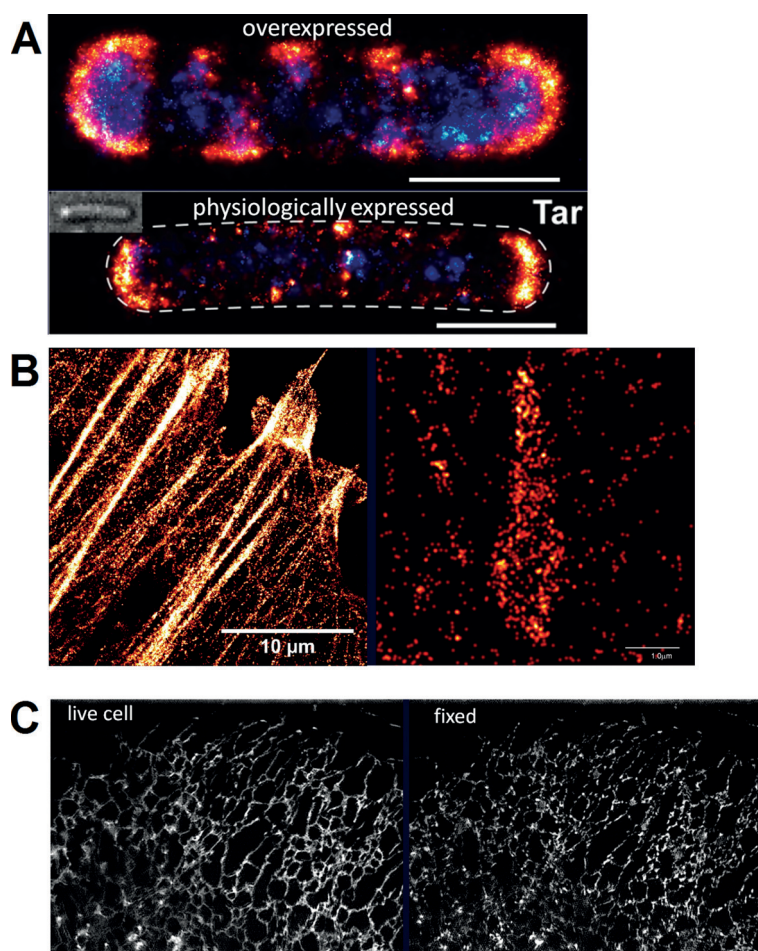 A
overexpressed
physiologically expressed
Tar
B
10 µm
1.0µm
C
live cell
fixed